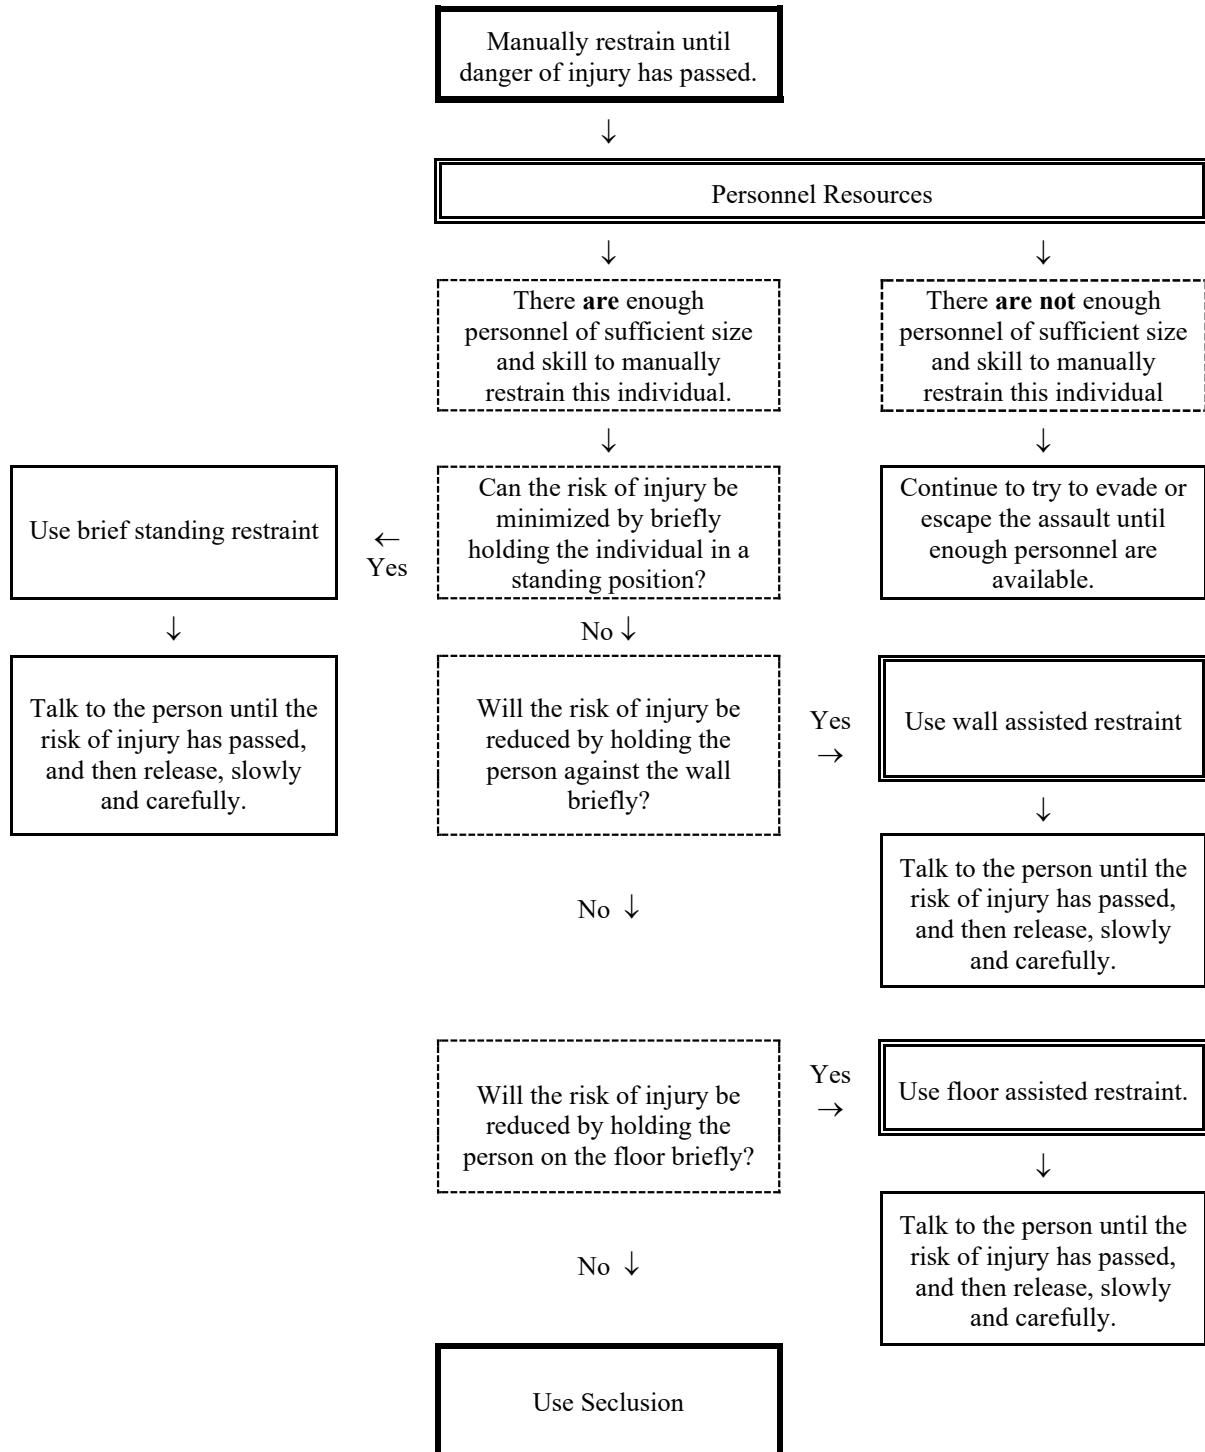 Manually restrain until
danger of injury has passed.
↓
Personnel Resources
↓
↓
There are enough
personnel of sufficient size
and skill to manually
restrain this individual.
There are not enough
personnel of sufficient size
and skill to manually
restrain this individual
↓
↓
Use brief standing restraint
←
Yes
Can the risk of injury be
minimized by briefly
holding the individual in a
standing position?
Continue to try to evade or
escape the assault until
enough personnel are
available.
↓
No ↓
Talk to the person until the
risk of injury has passed,
and then release, slowly
and carefully.
Will the risk of injury be
reduced by holding the
person against the wall
briefly?
Yes
→
Use wall assisted restraint
↓
No ↓
Talk to the person until the
risk of injury has passed,
and then release, slowly
and carefully.
Will the risk of injury be
reduced by holding the
person on the floor briefly?
Yes
→
Use floor assisted restraint.
↓
No ↓
Talk to the person until the
risk of injury has passed,
and then release, slowly
and carefully.
Use Seclusion